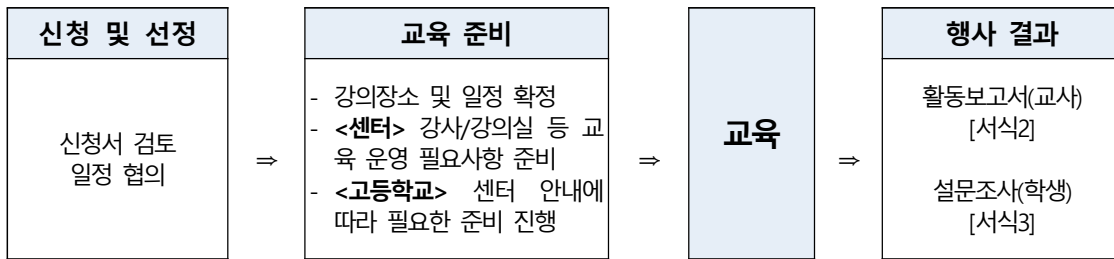 신청 및 선정
신청서 검토
일정 협의
⇒
교육 준비
- 강의장소 및 일정 확정
- <센터> 강사/강의실 등 교
육 운영 필요사항 준비
- <고등학교> 센터 안내에
따라 필요한 준비 진행
⇒
교육
⇒
행사 결과
활동보고서(교사)
[서식2]
설문조사(학생)
[서식3]